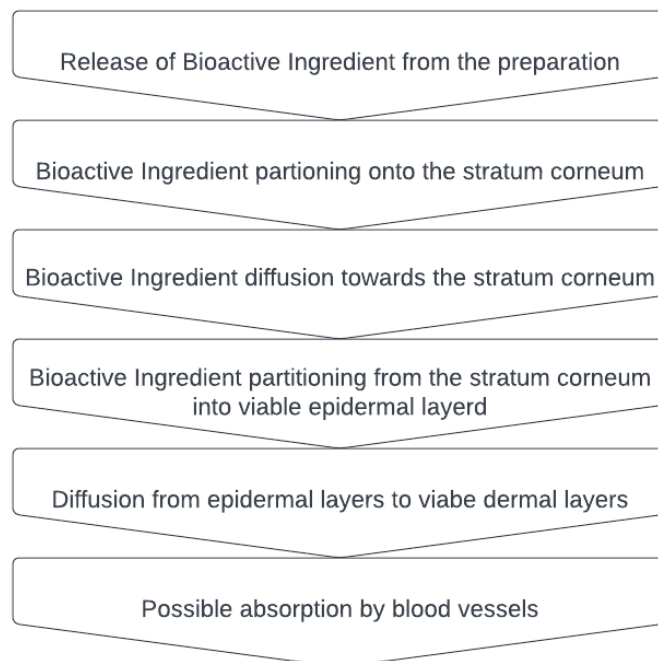 Release of Bioactive Ingredient from the preparation
Bioactive Ingredient partioning onto the stratum corneum
Bioactive Ingredient diffusion towards the stratum corneum
Bioactive Ingredient partitioning from the stratum corneum
into viable epidermal layerd
Diffusion from epidermal layers to viabe dermal layers
Possible absorption by blood vessels